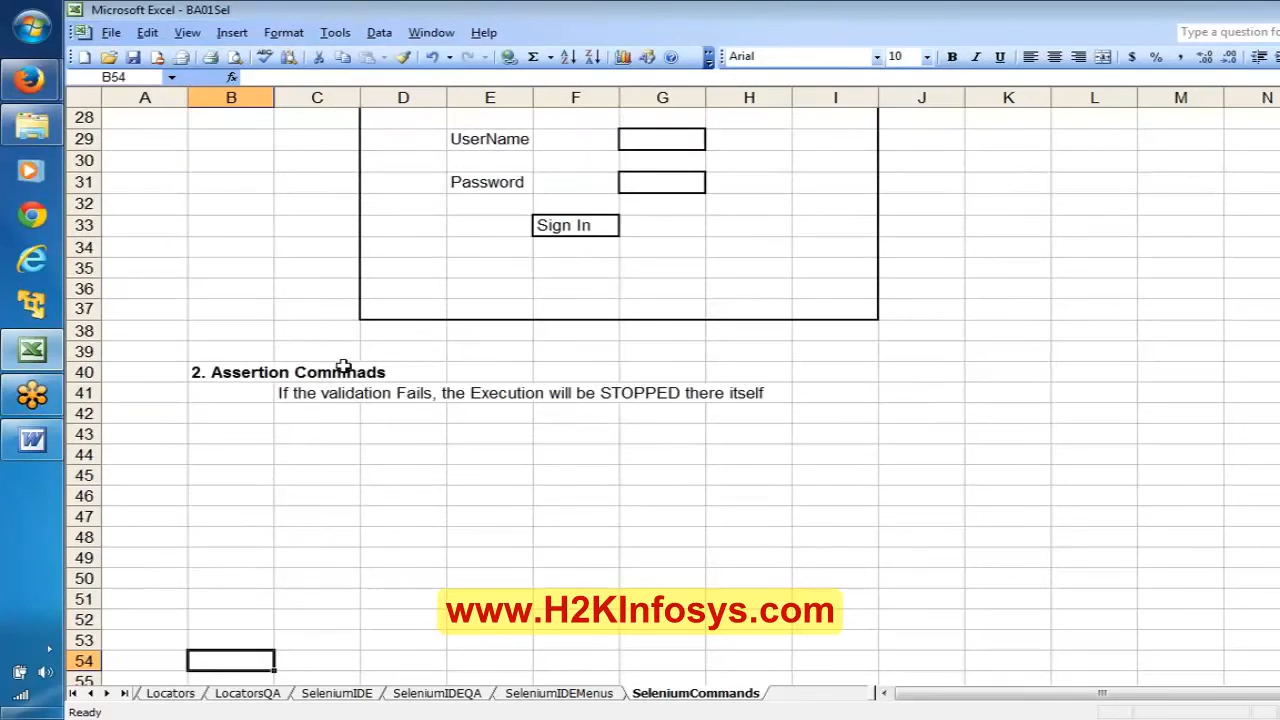 Microsoft Excel - BA01Sel
File Edit View Insert Format Tools Data Window Help
Type a question fo
Arial 10 B I U $ % ,
B54 fx
A B C D E F G H I J K L M N
28
29 UserName
30
31 Password
32
33 Sign In
34
35
36
37
38
39
40 2. Assertion Commnads
41 If the validation Fails, the Execution will be STOPPED there itself
42
43
44
45
46
47
48
49
50
51
52
www.H2KInfosys.com
53
54
55
Locators LocatorsQA SeleniumIDE SeleniumIDEQA SeleniumIDEMenus SeleniumCommands
Ready